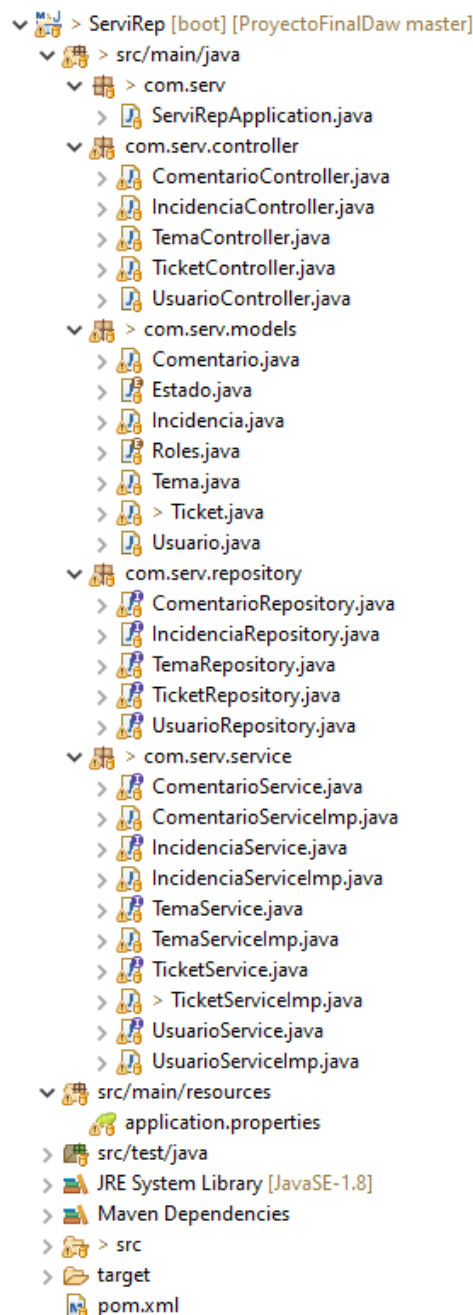 > ServiRep [boot] [ProyectoFinalDaw master]
> src/main/java
> com.serv
ServiRepApplication.java
com.serv.controller
ComentarioController.java
IncidenciaController.java
TemaController.java
TicketController.java
UsuarioController.java
> com.serv.models
Comentario.java
Estado.java
Incidencia.java
Roles.java
Tema.java
> Ticket.java
Usuario.java
com.serv.repository
ComentarioRepository.java
IncidenciaRepository.java
TemaRepository.java
TicketRepository.java
UsuarioRepository.java
> com.serv.service
ComentarioService.java
ComentarioServiceImp.java
IncidenciaService.java
IncidenciaServiceImp.java
TemaService.java
TemaServiceImp.java
TicketService.java
> TicketServiceImp.java
UsuarioService.java
UsuarioServiceImp.java
src/main/resources
application.properties
src/test/java
JRE System Library [JavaSE-1.8]
Maven Dependencies
> src
target
pom.xml